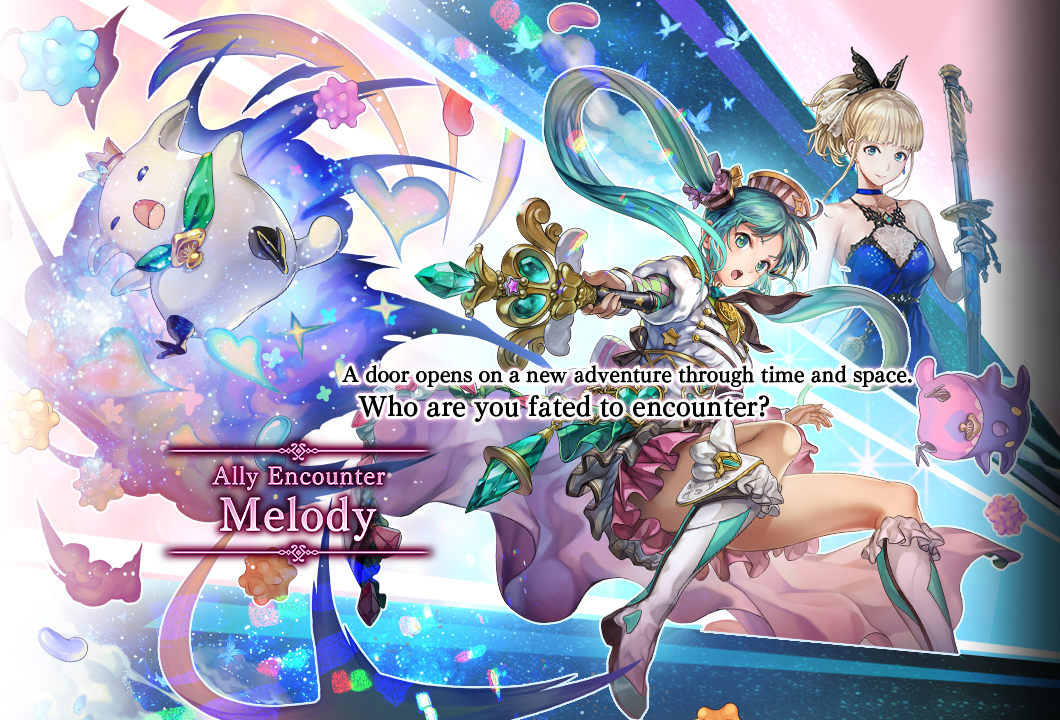 A door opens on a new adventure through time and space.
Who are you fated to encounter?
Ally Encounter
Melody